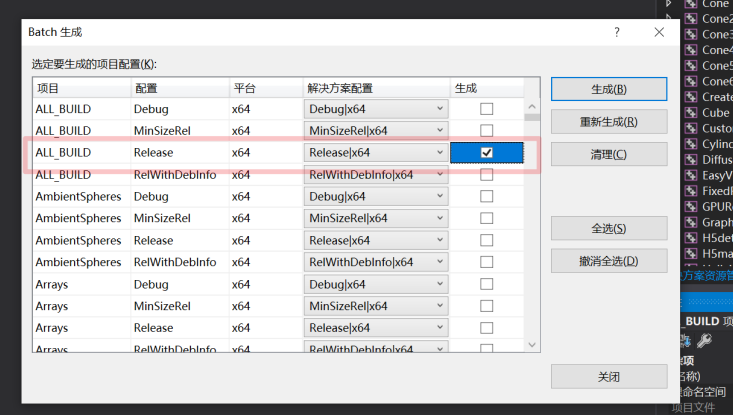 Batch 生成
选定要生成的项目配置(K):
项目 配置 平台 解决方案配置 生成
ALL_BUILD Debug x64 Debug|x64
ALL_BUILD MinSizeRel x64 MinSizeRel|x64
ALL_BUILD Release x64 Release|x64
ALL_BUILD RelWithDebInfo x64 RelWithDebInfo|x64
AmbientSpheres Debug x64 Debug|x64
AmbientSpheres MinSizeRel x64 MinSizeRel|x64
AmbientSpheres Release x64 Release|x64
AmbientSpheres RelWithDebInfo x64 RelWithDebInfo|x64
Arrays Debug x64 Debug|x64
Arrays MinSizeRel x64 MinSizeRel|x64
Arrays Release x64 Release|x64
Arrays RelWithDebInfo x64 RelWithDebInfo|x64
生成(B)
重新生成(R)
清理(C)
全选(S)
撤消全选(D)
关闭
Cone
Cone2
Cone3
Cone4
Cone5
Cone6
Create
Cube
Custo
Cylind
Diffus
EasyV
FixedF
GPURe
Graph
H5det
H5ma
决方案资源管
_BUILD 项
杂项
名称)
命名空间
项目文件